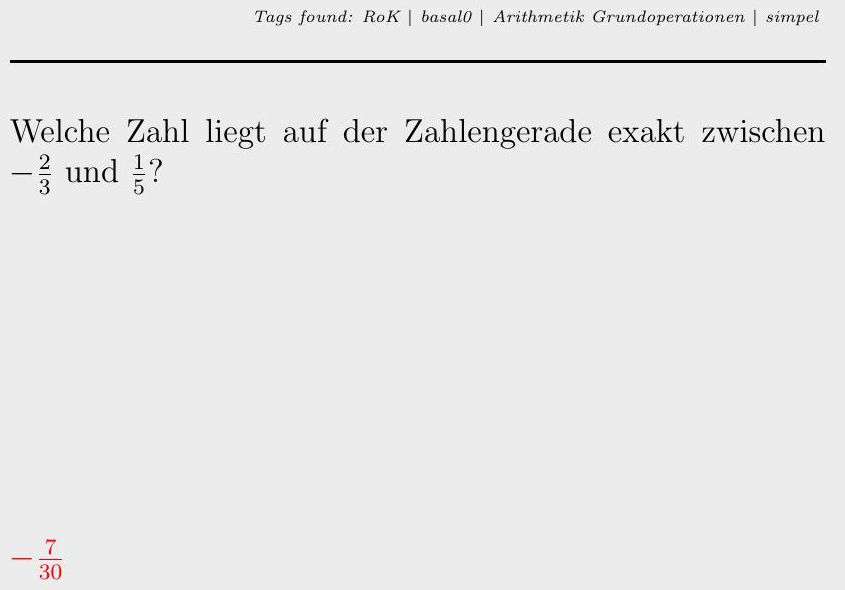 Tags found: RoK | basal0 | Arithmetik Grundoperationen | simpel
Welche Zahl liegt auf der Zahlengerade exakt zwischen
$-\frac{2}{3}$ und $\frac{1}{5}$?
$-\frac{7}{30}$